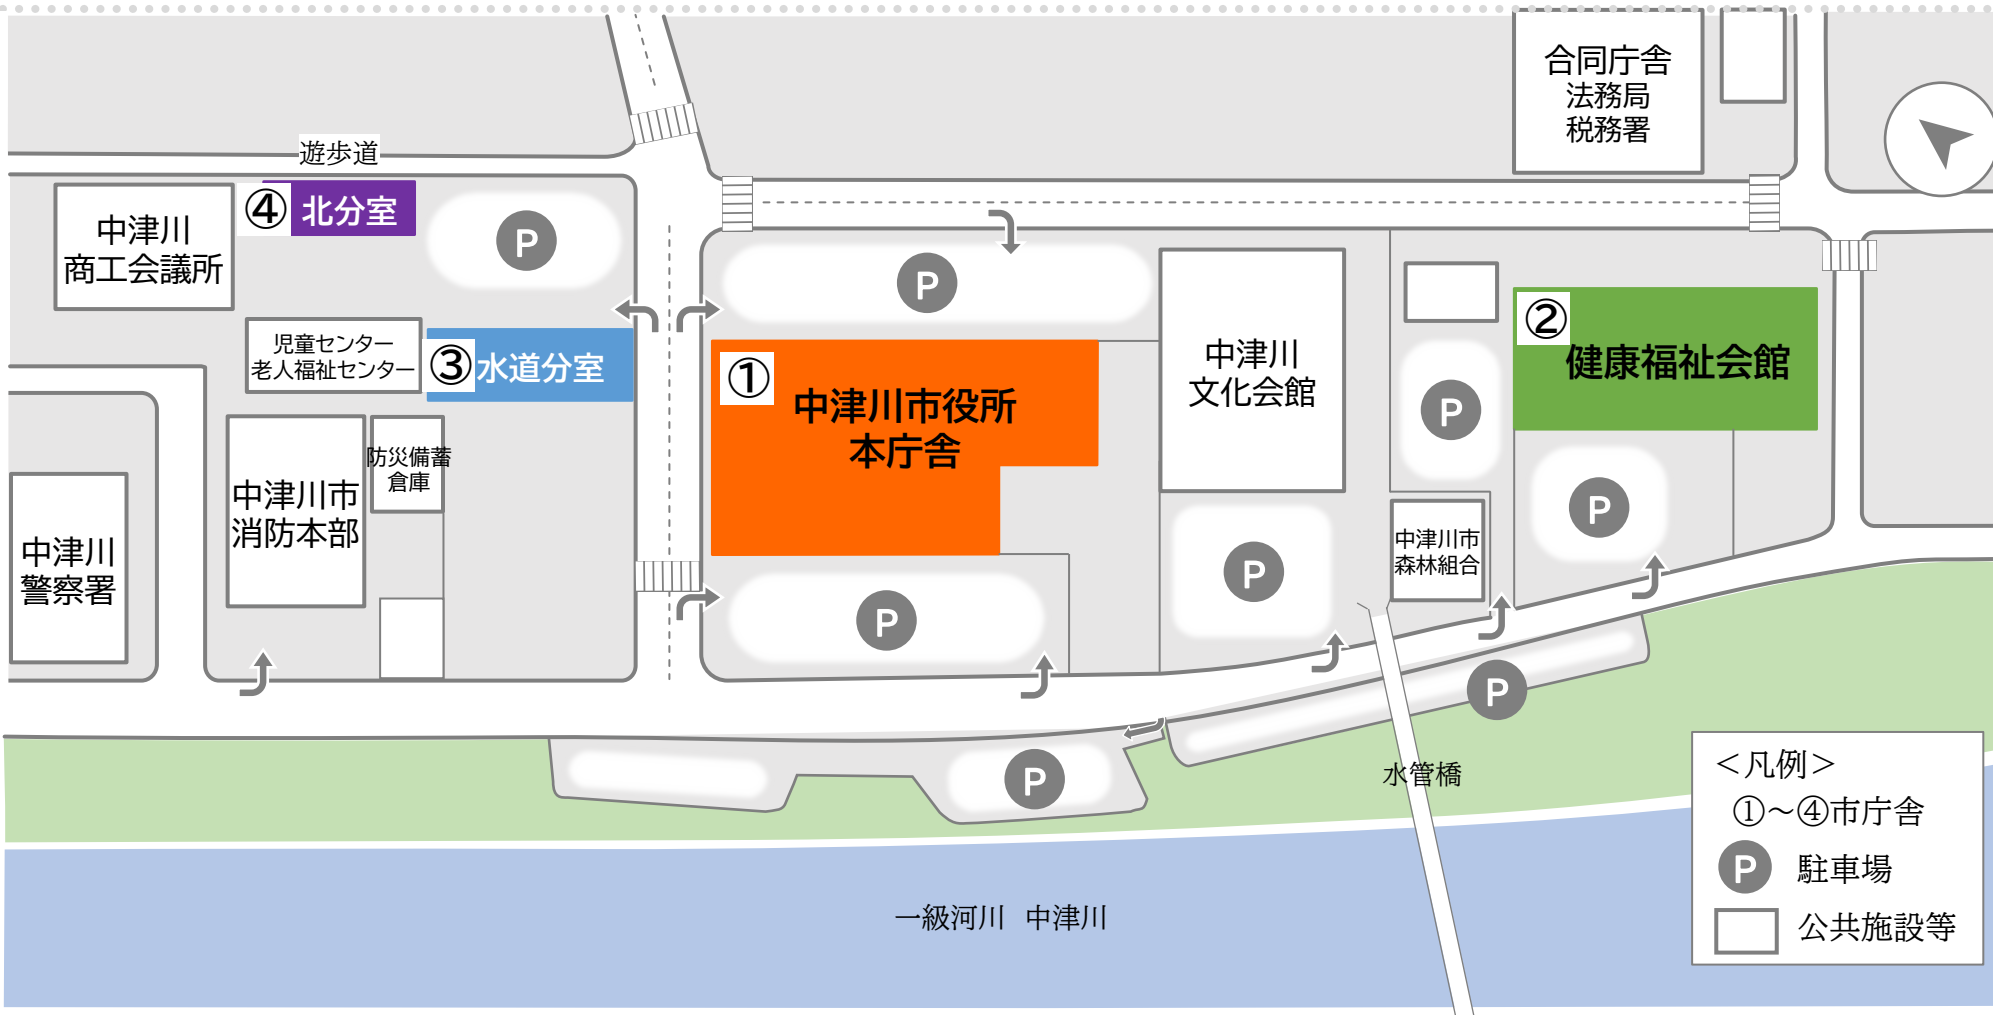 合同庁舎
法務局
税務署
遊歩道
④ 北分室
中津川
商工会議所
P
P
児童センター
老人福祉センター
③ 水道分室
①
中津川市役所
本庁舎
中津川
文化会館
②
健康福祉会館
P
P
中津川市
消防本部
防災備蓄
倉庫
中津川
警察署
P
P
中津川市
森林組合
P
P
水管橋
一級河川 中津川
＜凡例＞
①～④市庁舎
P 駐車場
公共施設等